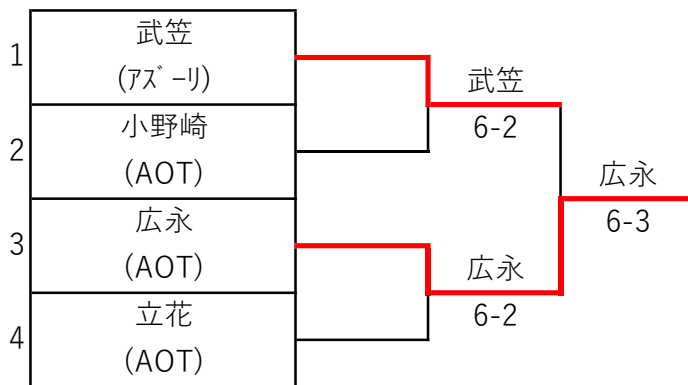 1
武笠
(ｱｽﾞｰﾘ)
2
小野崎
(AOT)
3
広永
(AOT)
4
立花
(AOT)
武笠
6-2
広永
6-2
広永
6-3